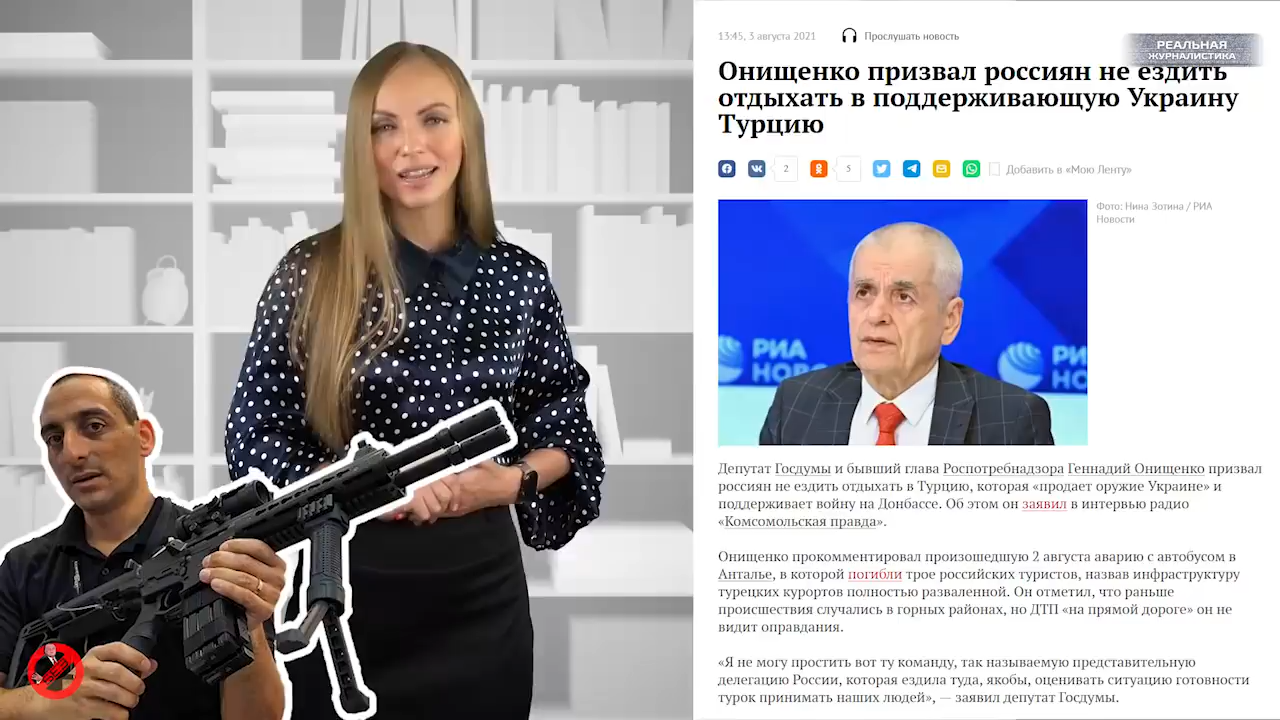 13:45, 3 августа 2021
Прослушать новость
РЕАЛЬНАЯ
ЖУРНАЛИСТИКА
Онищенко призвал россиян не ездить
отдыхать в поддерживающую Украину
Турцию
2
5
Добавить в «Мою Ленту»
Фото: Нина Зотина / РИА
Новости
РИА
НОВО
РИ
НО
Депутат Госдумы и бывший глава Роспотребнадзора Геннадий Онищенко призвал
россиян не ездить отдыхать в Турцию, которая «продает оружие Украине» и
поддерживает войну на Донбассе. Об этом он заявил в интервью радио
«Комсомольская правда».
Онищенко прокомментировал произошедшую 2 августа аварию с автобусом в
Анталье, в которой погибли трое российских туристов, назвав инфраструктуру
турецких курортов полностью разваленной. Он отметил, что раньше
происшествия случались в горных районах, но ДТП «на прямой дороге» он не
видит оправдания.
«Я не могу простить вот ту команду, так называемую представительную
делегацию России, которая ездила туда, якобы, оценивать ситуацию готовности
турок принимать наших людей», — заявил депутат Госдумы.